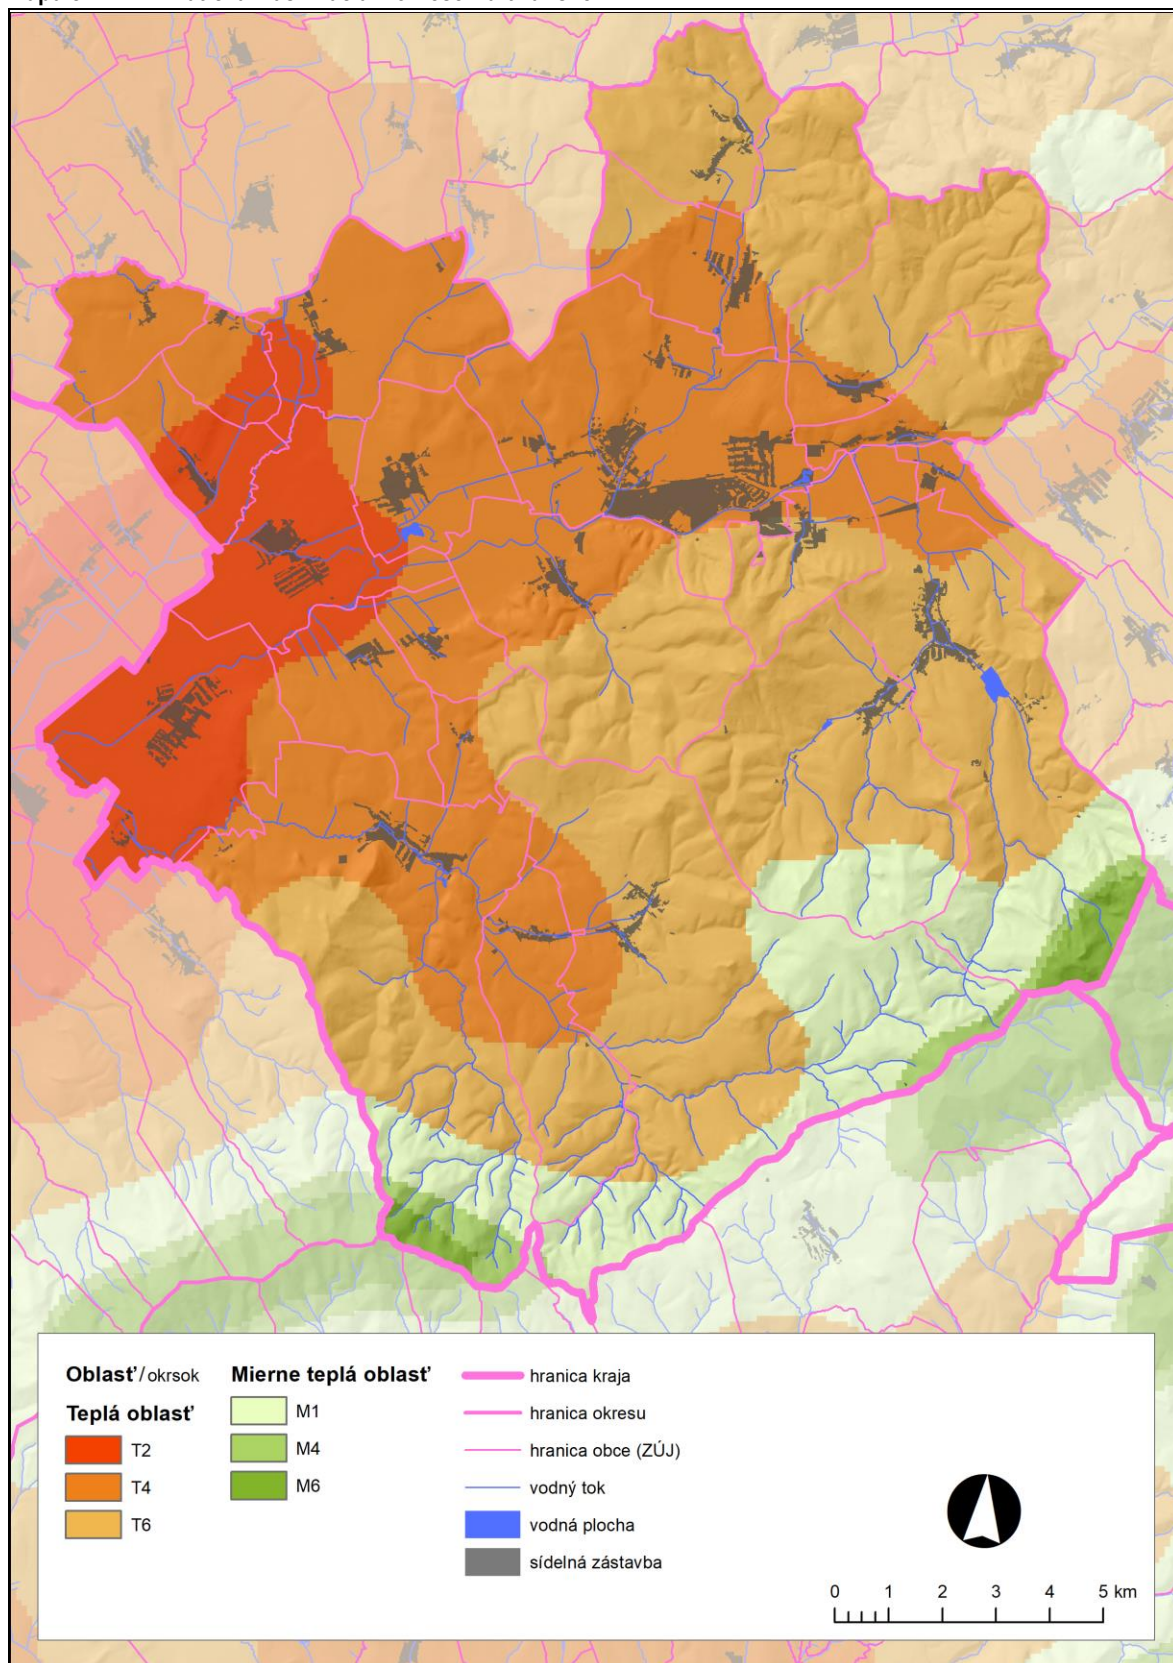 Oblasť/okrsok
Teplá oblasť
T2
T4
T6
Mierne teplá oblasť
M1
M4
M6
hranica kraja
hranica okresu
hranica obce (ZÚJ)
vodný tok
vodná plocha
sídelná zástavba
0 1 2 3 4 5 km